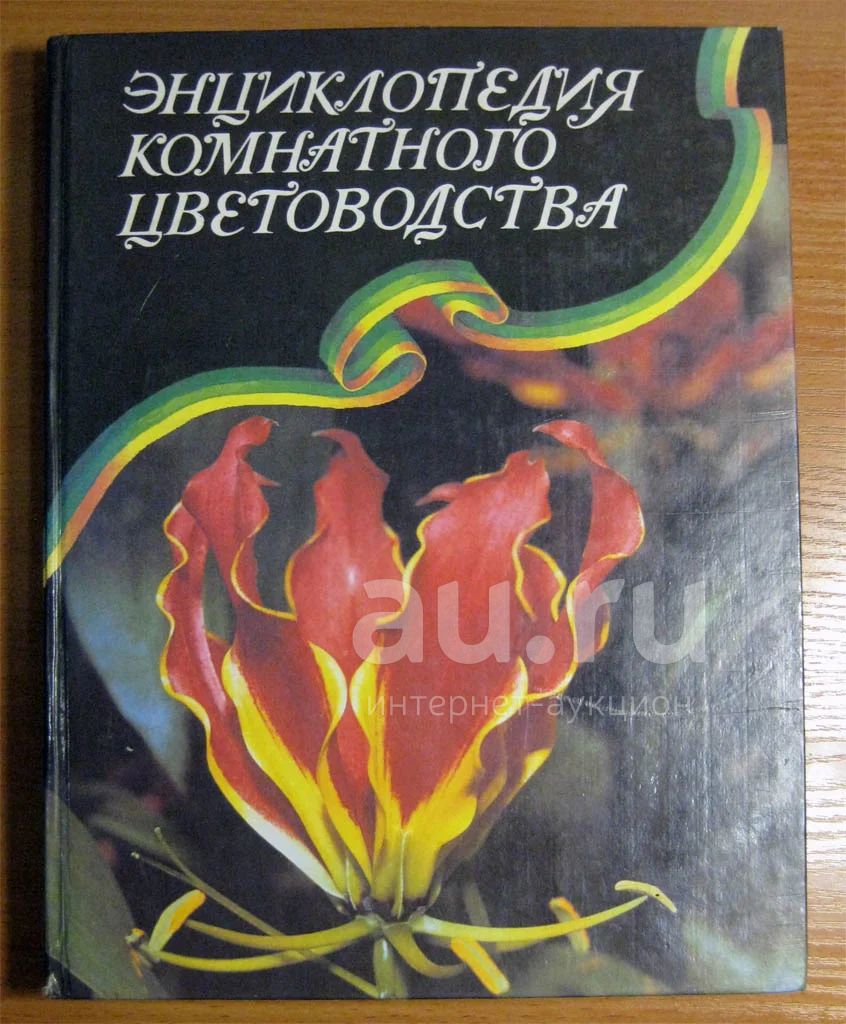 ЭНЦИКЛОПЕДИЯ
КОМНАТНОГО
ЦВЕТОВОДСТВА
au.ru
интернет-аукцион